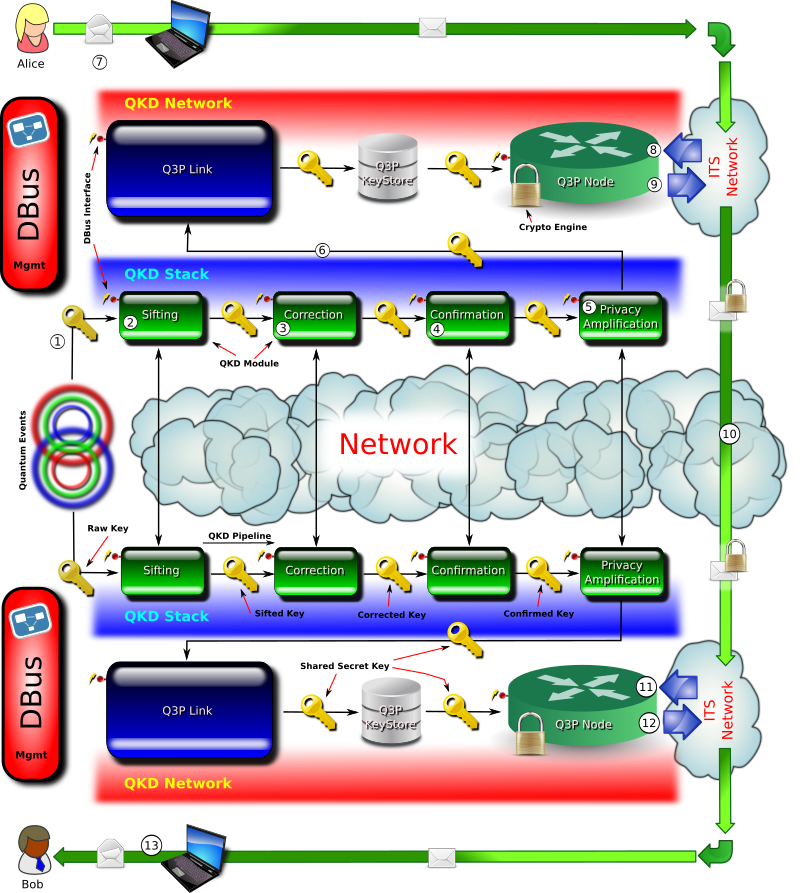 Alice
7
QKD Network
DBus
Mgmt
DBus Interface
Q3P Link
Q3P
KeyStore
Q3P Node
8
9
ITS
Network
Crypto Engine
6
QKD Stack
1
Sifting
2
Correction
3
Confirmation
4
5
Privacy
Amplification
QKD Module
Quantum Events
Network
10
Raw Key
QKD Pipeline
Sifting
Correction
Confirmation
Privacy
Amplification
Sifted Key
Corrected Key
Confirmed Key
QKD Stack
DBus
Mgmt
Shared Secret Key
Q3P Link
Q3P
KeyStore
Q3P Node
11
12
ITS
Network
QKD Network
13
Bob